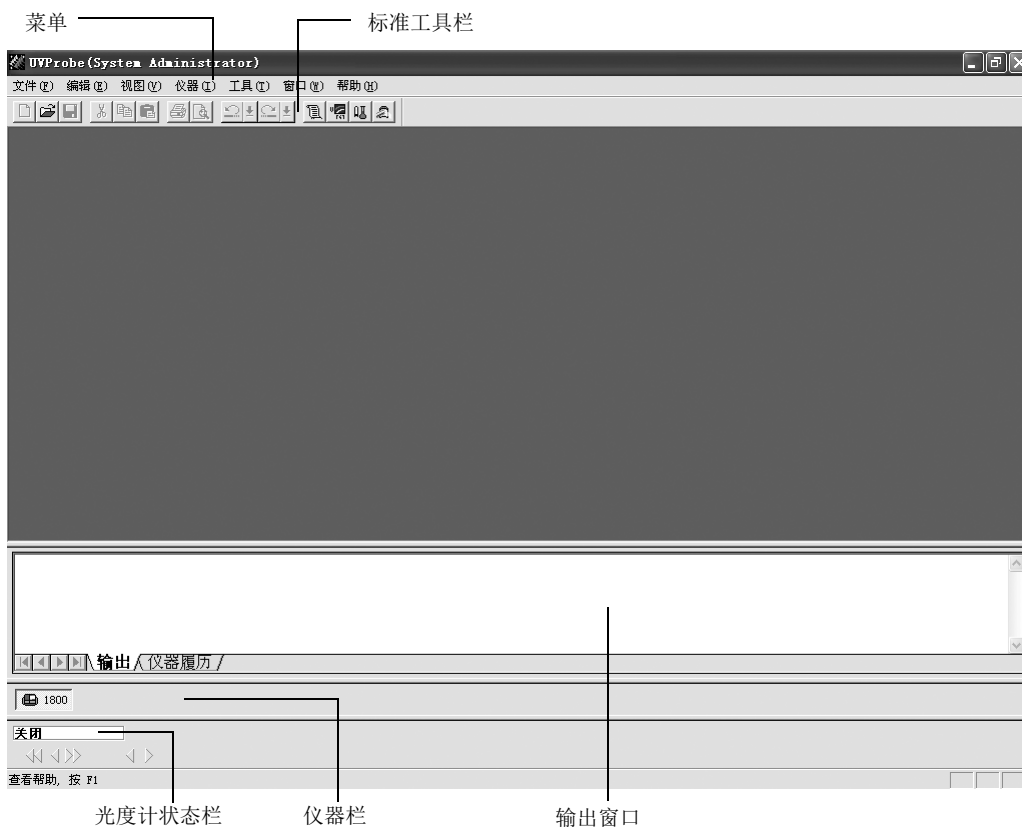 菜单
标准工具栏
UVProbe(System Administrator)
文件(F) 编辑(E) 视图(V) 仪器(I) 工具(T) 窗口(W) 帮助(H)
输出 仪器履历
1800
关闭
查看帮助, 按 F1
光度计状态栏 仪器栏 输出窗口